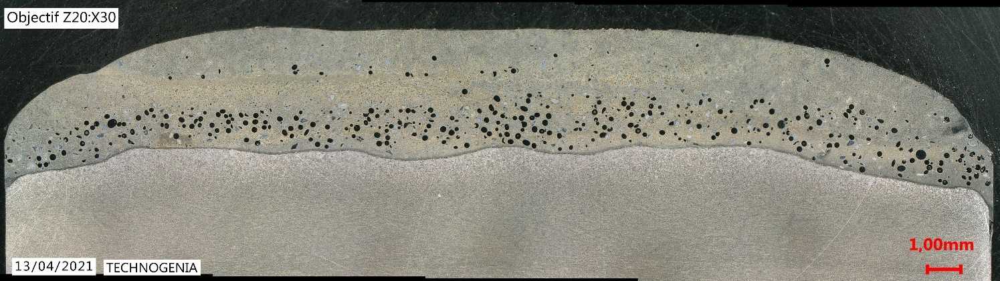 Objectif Z20:X30
1,00mm
13/04/2021
TECHNOGENIA